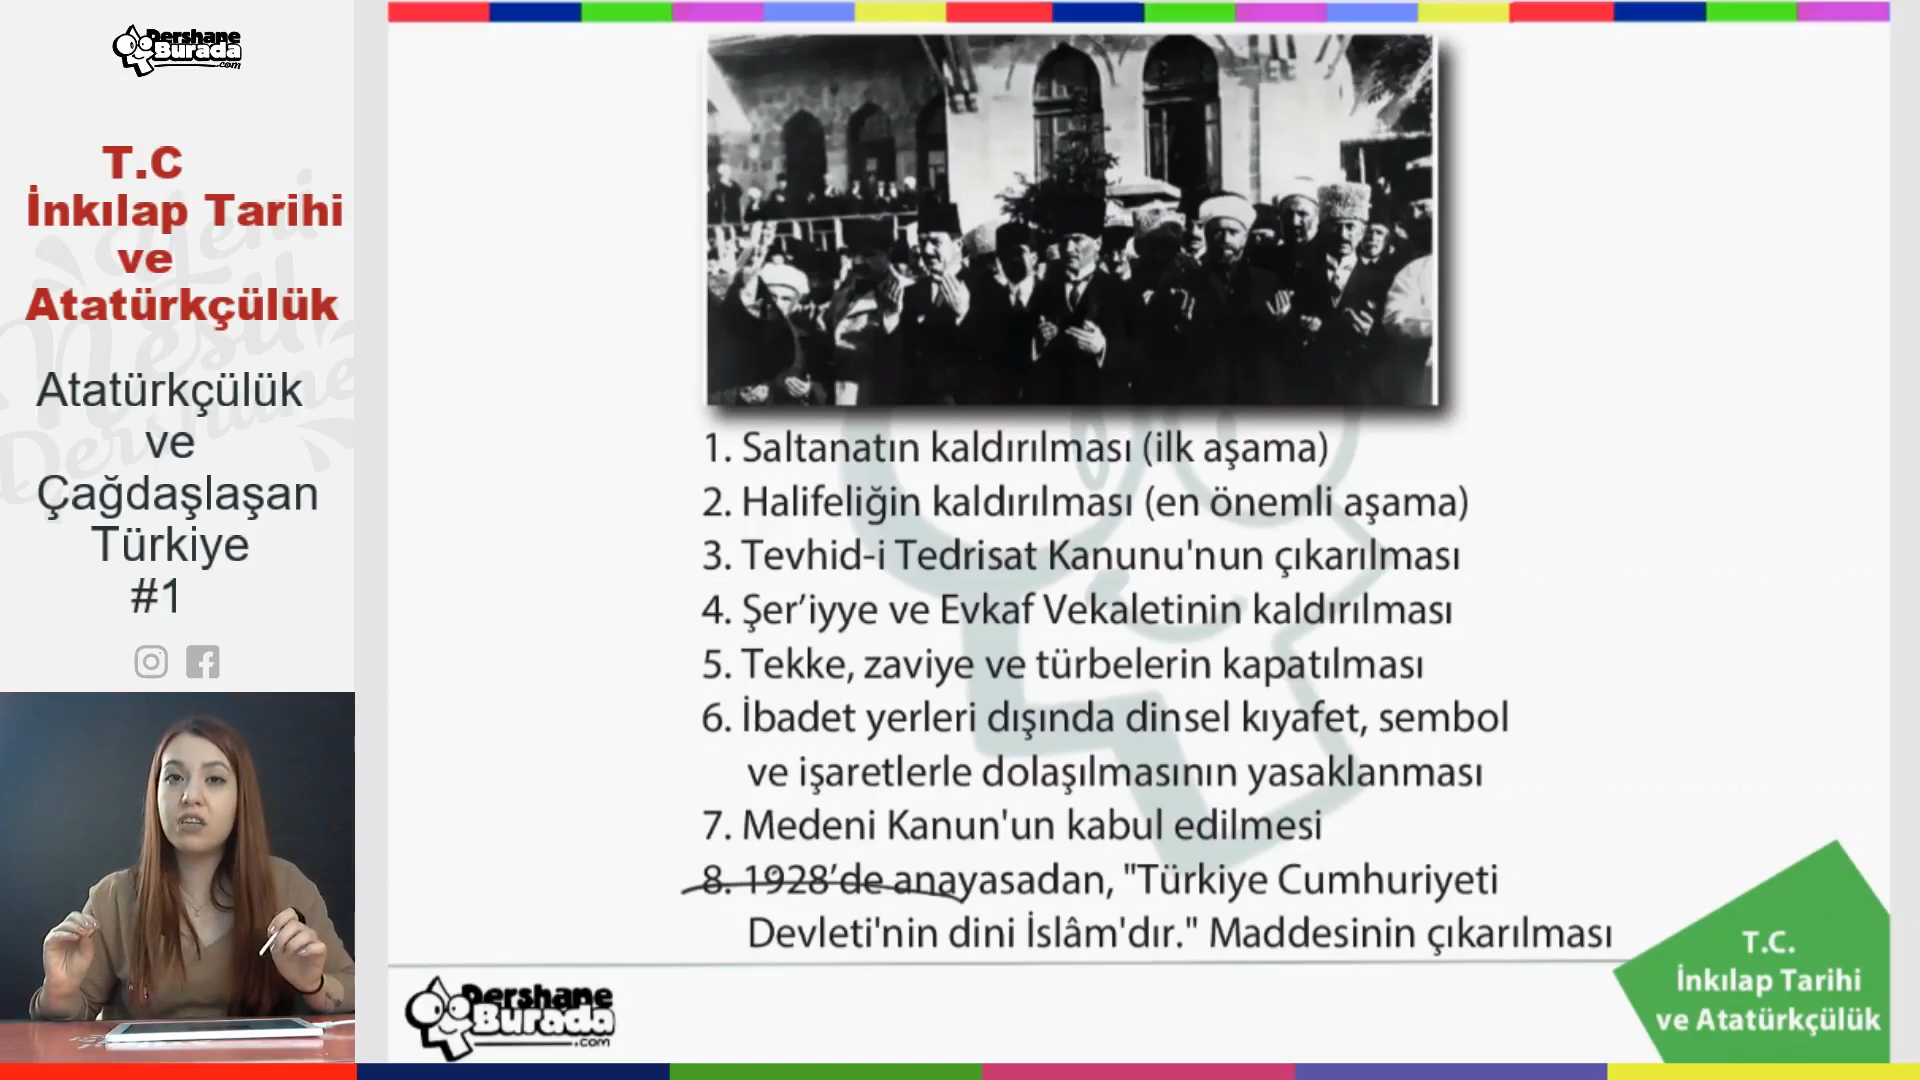 Dershane
Burada
.com
T.C
İnkılap Tarihi
ve
Atatürkçülük
Yeni
Nesil
Dershane
Atatürkçülük
ve
Çağdaşlaşan
Türkiye
#1
1. Saltanatın kaldırılması (ilk aşama)
2. Halifeliğin kaldırılması (en önemli aşama)
3. Tevhid-i Tedrisat Kanunu'nun çıkarılması
4. Şer’iyye ve Evkaf Vekaletinin kaldırılması
5. Tekke, zaviye ve türbelerin kapatılması
6. İbadet yerleri dışında dinsel kıyafet, sembol
ve işaretlerle dolaşılmasının yasaklanması
7. Medeni Kanun'un kabul edilmesi
8. 1928’de anayasadan, "Türkiye Cumhuriyeti
Devleti'nin dini İslâm'dır." Maddesinin çıkarılması
Dershane
Burada
.com
T.C.
İnkılap Tarihi
ve Atatürkçülük